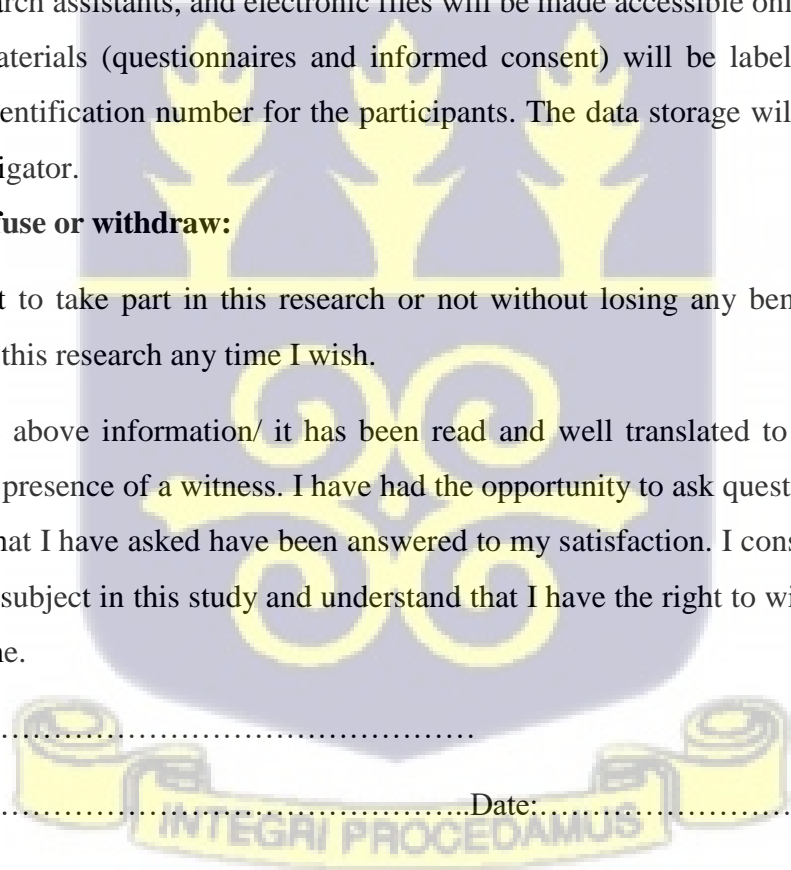 arch assistants, and electronic files will be made accessible onl
aterials (questionnaires and informed consent) will be label
entification number for the participants. The data storage wil
igator.
fuse or withdraw:
t to take part in this research or not without losing any ben
this research any time I wish.
above information/ it has been read and well translated to
presence of a witness. I have had the opportunity to ask quest
nat I have asked have been answered to my satisfaction. I cons
subject in this study and understand that I have the right to wi
ne.
……………………………………………
………………………………………………..Date:………………………
INTEGRI PROCEDAMUS